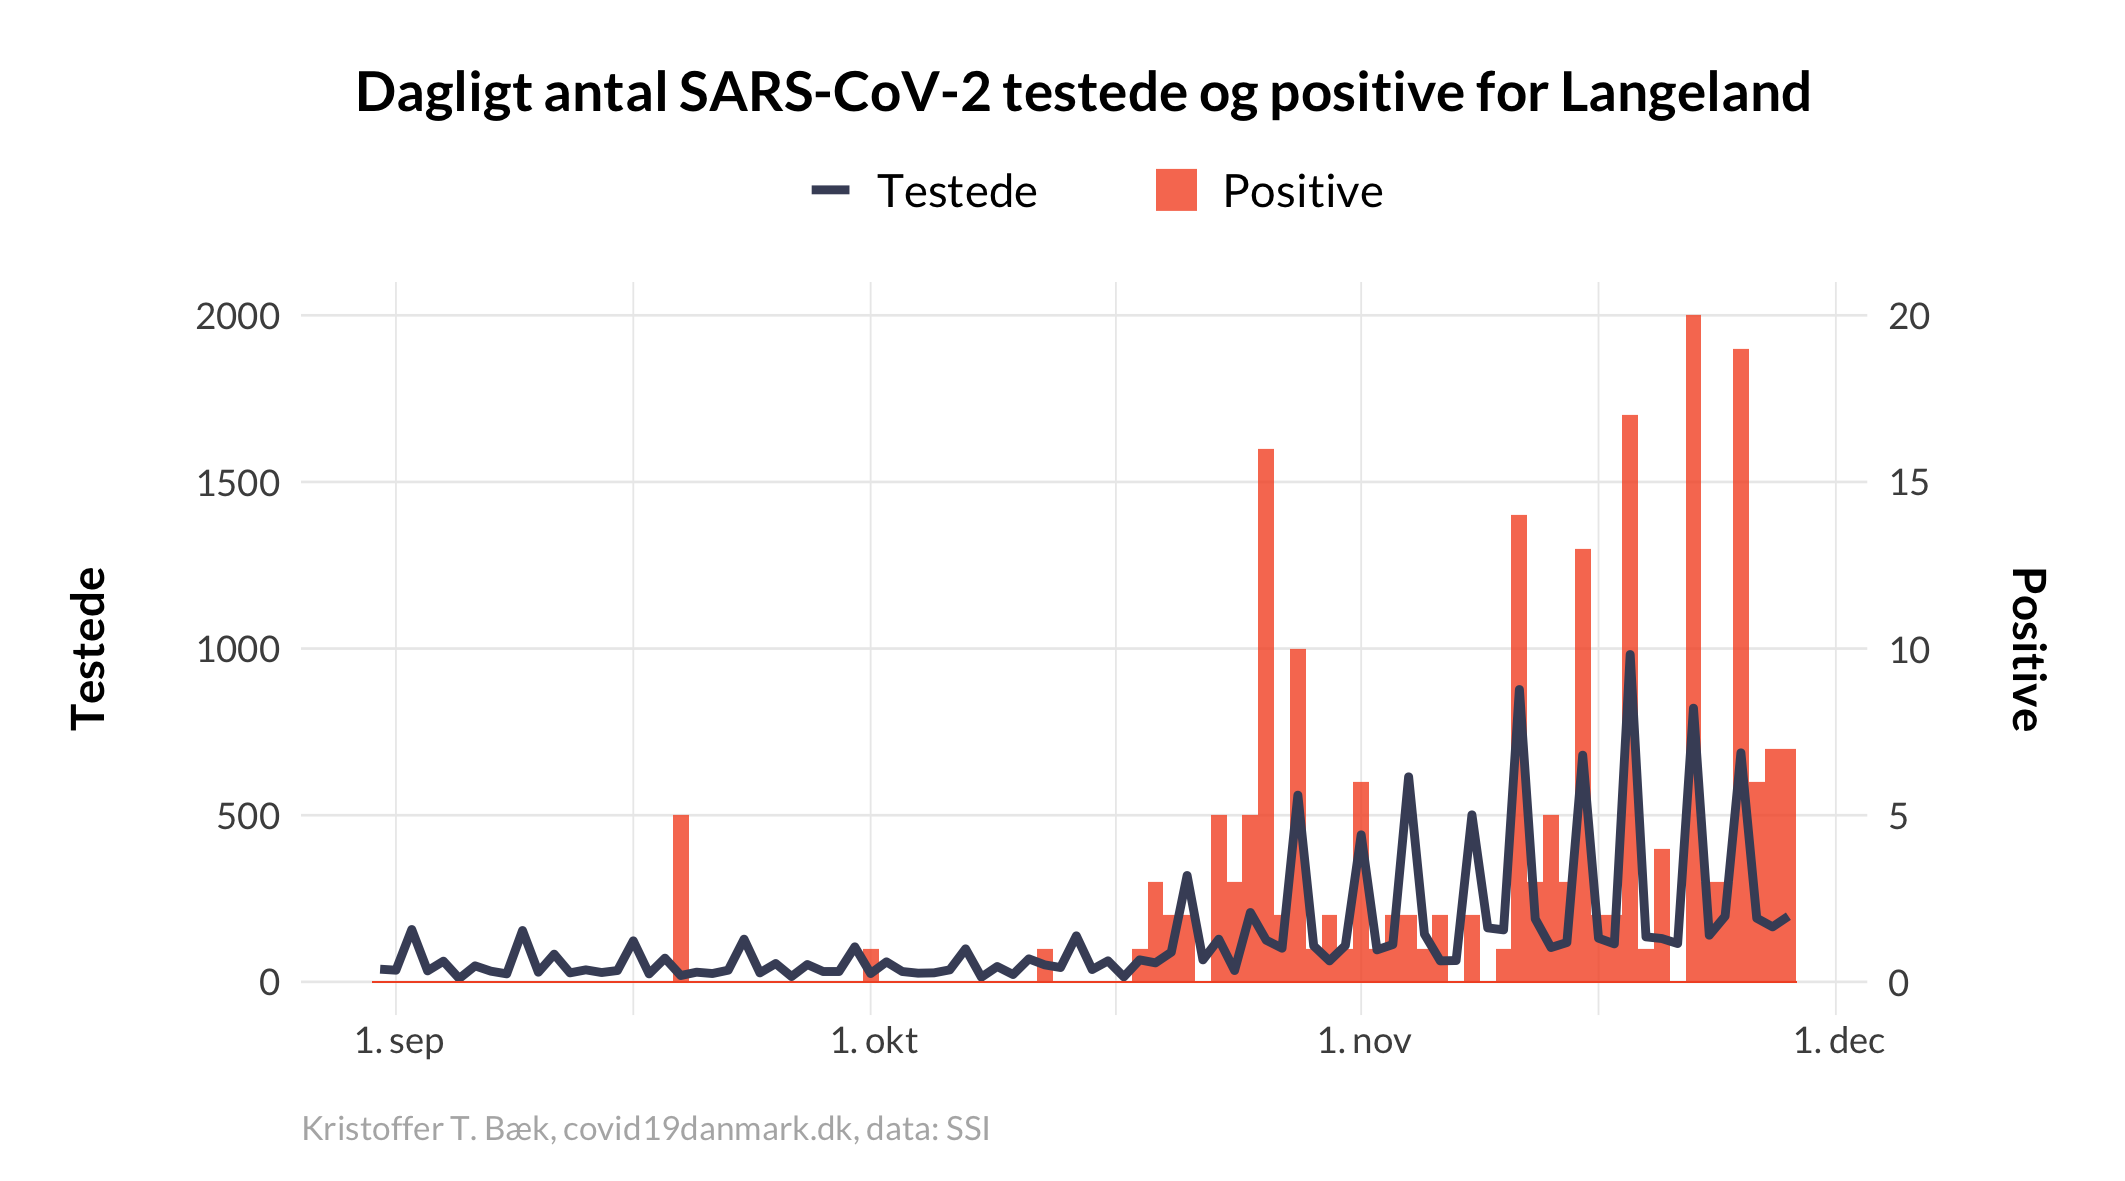 Dagligt antal SARS-CoV-2 testede og positive for Langeland
Testede
Positive
2000
1500
1000
500
0
Testede
20
15
10
5
0
Positive
1. sep
1. okt
1. nov
1. dec
Kristoffer T. Bæk, covid19danmark.dk, data: SSI